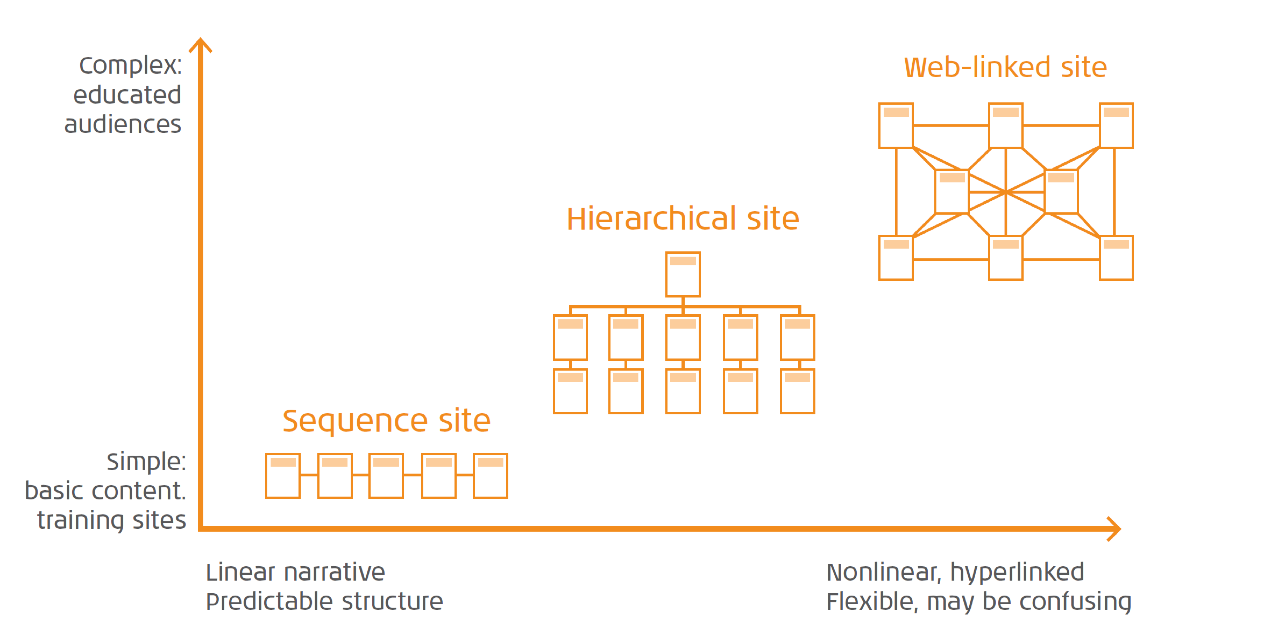 Complex:
educated
audiences
Web-linked site
Hierarchical site
Sequence site
Simple:
basic content.
training sites
Linear narrative
Predictable structure
Nonlinear, hyperlinked
Flexible, may be confusing